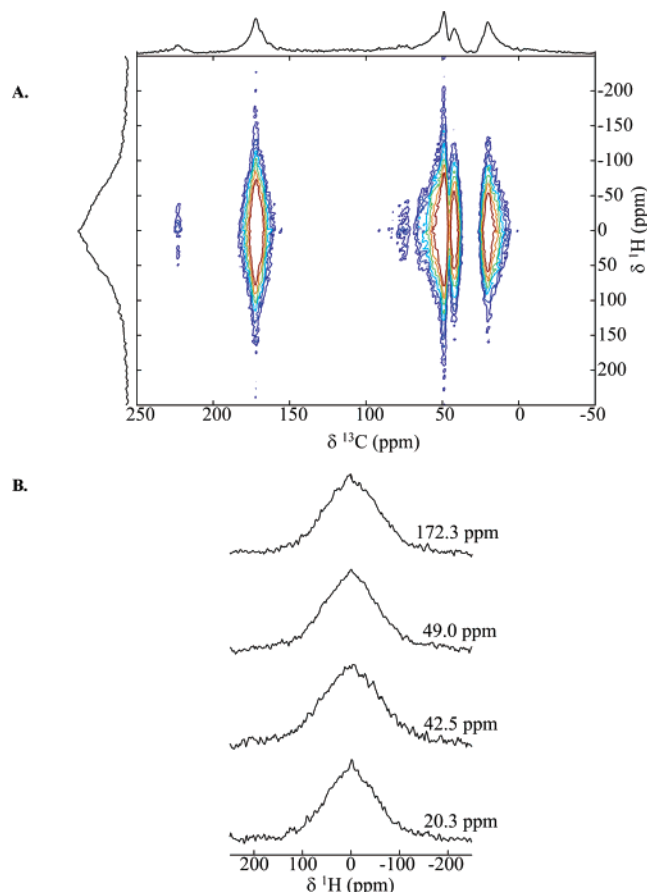 A.
-200
-150
-100
-50
0
50
100
150
200
δ ¹H (ppm)
250 200 150 100 50 0 -50
δ ¹³C (ppm)
B.
172.3 ppm
49.0 ppm
42.5 ppm
20.3 ppm
200 100 0 -100 -200
δ ¹H (ppm)